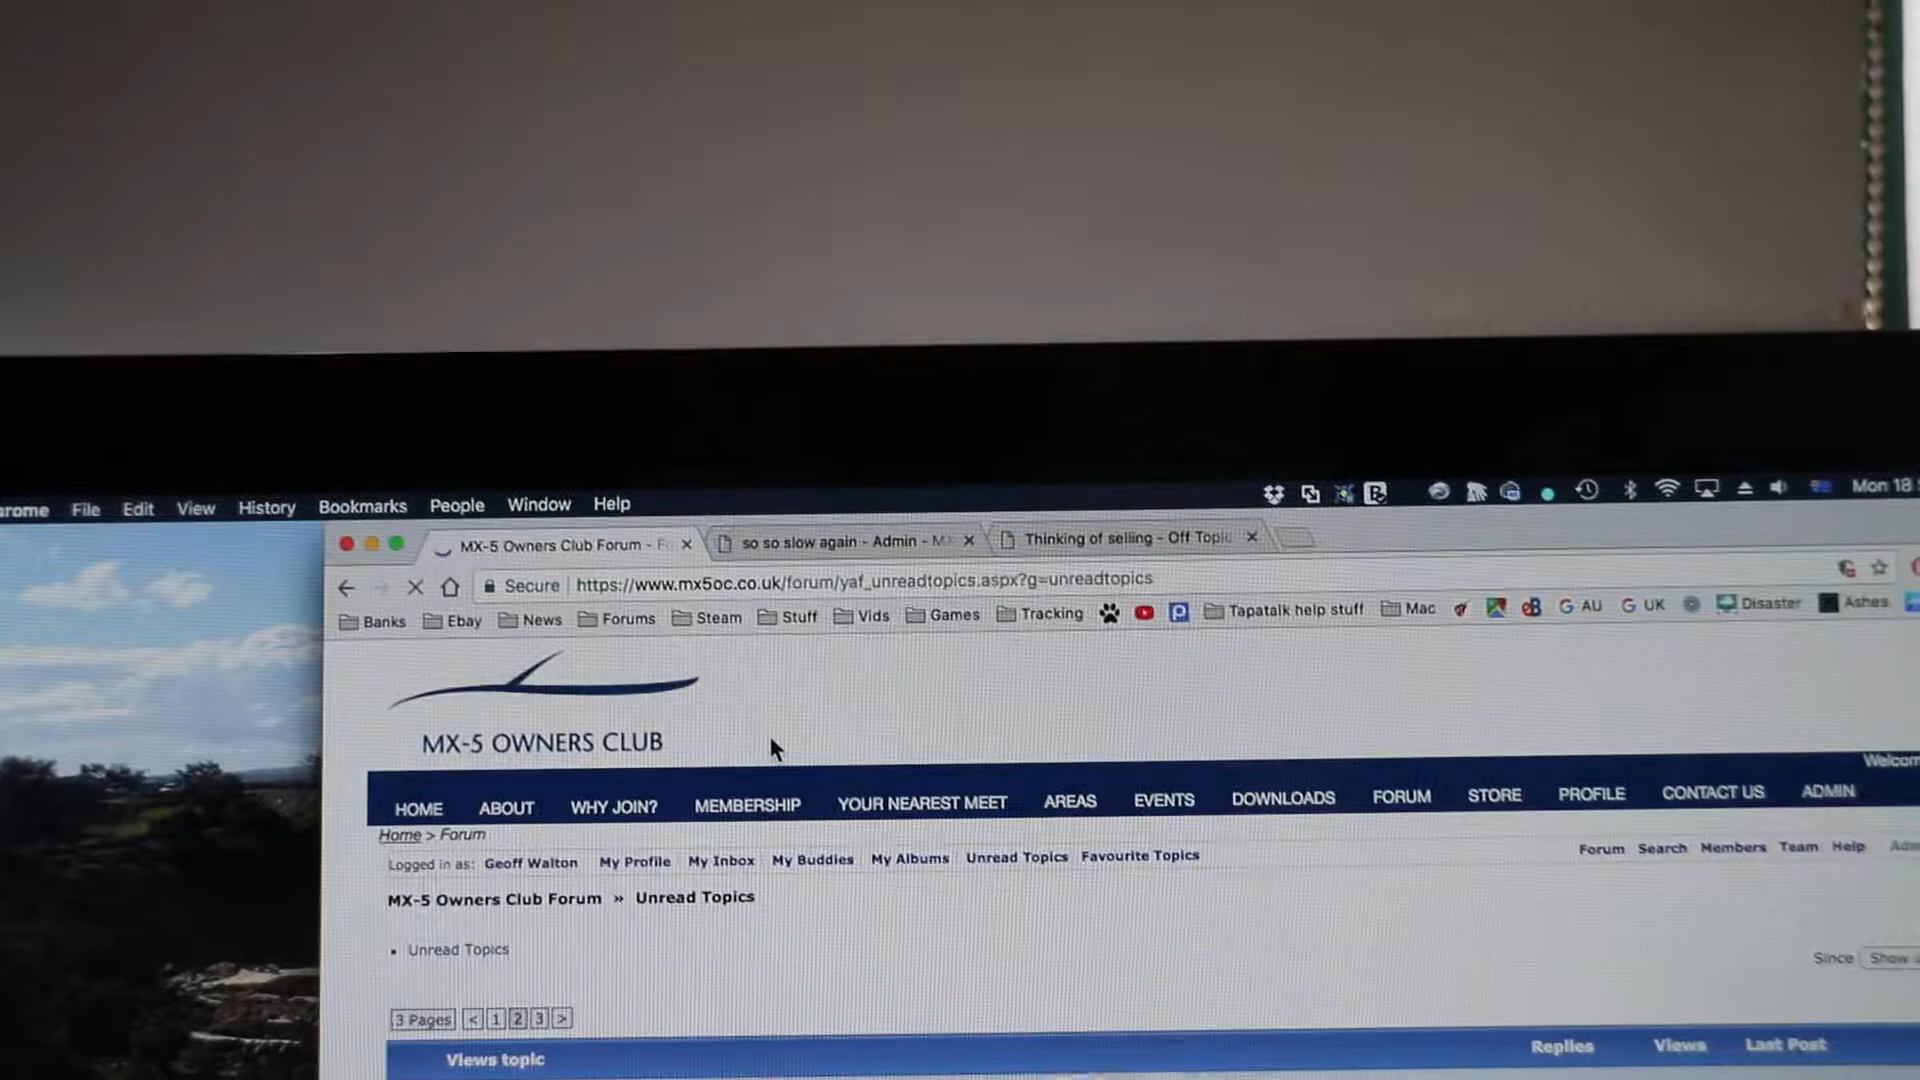 File Edit View History Bookmarks People Window Help Mon 18
MX-5 Owners Club Forum - so so slow again - Admin - Thinking of selling - Off Topic
Secure https://www.mx5oc.co.uk/forum/yaf_unreadtopics.aspx?g=unreadtopics
Banks Ebay News Forums Steam Stuff Vids Games Tracking Tapatalk help stuff Mac AU UK Disaster Ashes
MX-5 OWNERS CLUB
HOME ABOUT WHY JOIN? MEMBERSHIP YOUR NEAREST MEET AREAS EVENTS DOWNLOADS FORUM STORE PROFILE CONTACT US ADMIN
Home > Forum
Logged in as: Geoff Walton My Profile My Inbox My Buddies My Albums Unread Topics Favourite Topics Forum Search Members Team Help
MX-5 Owners Club Forum » Unread Topics
• Unread Topics
Since Show
3 Pages < 1 2 3 >
Views topic Replies Views Last Post